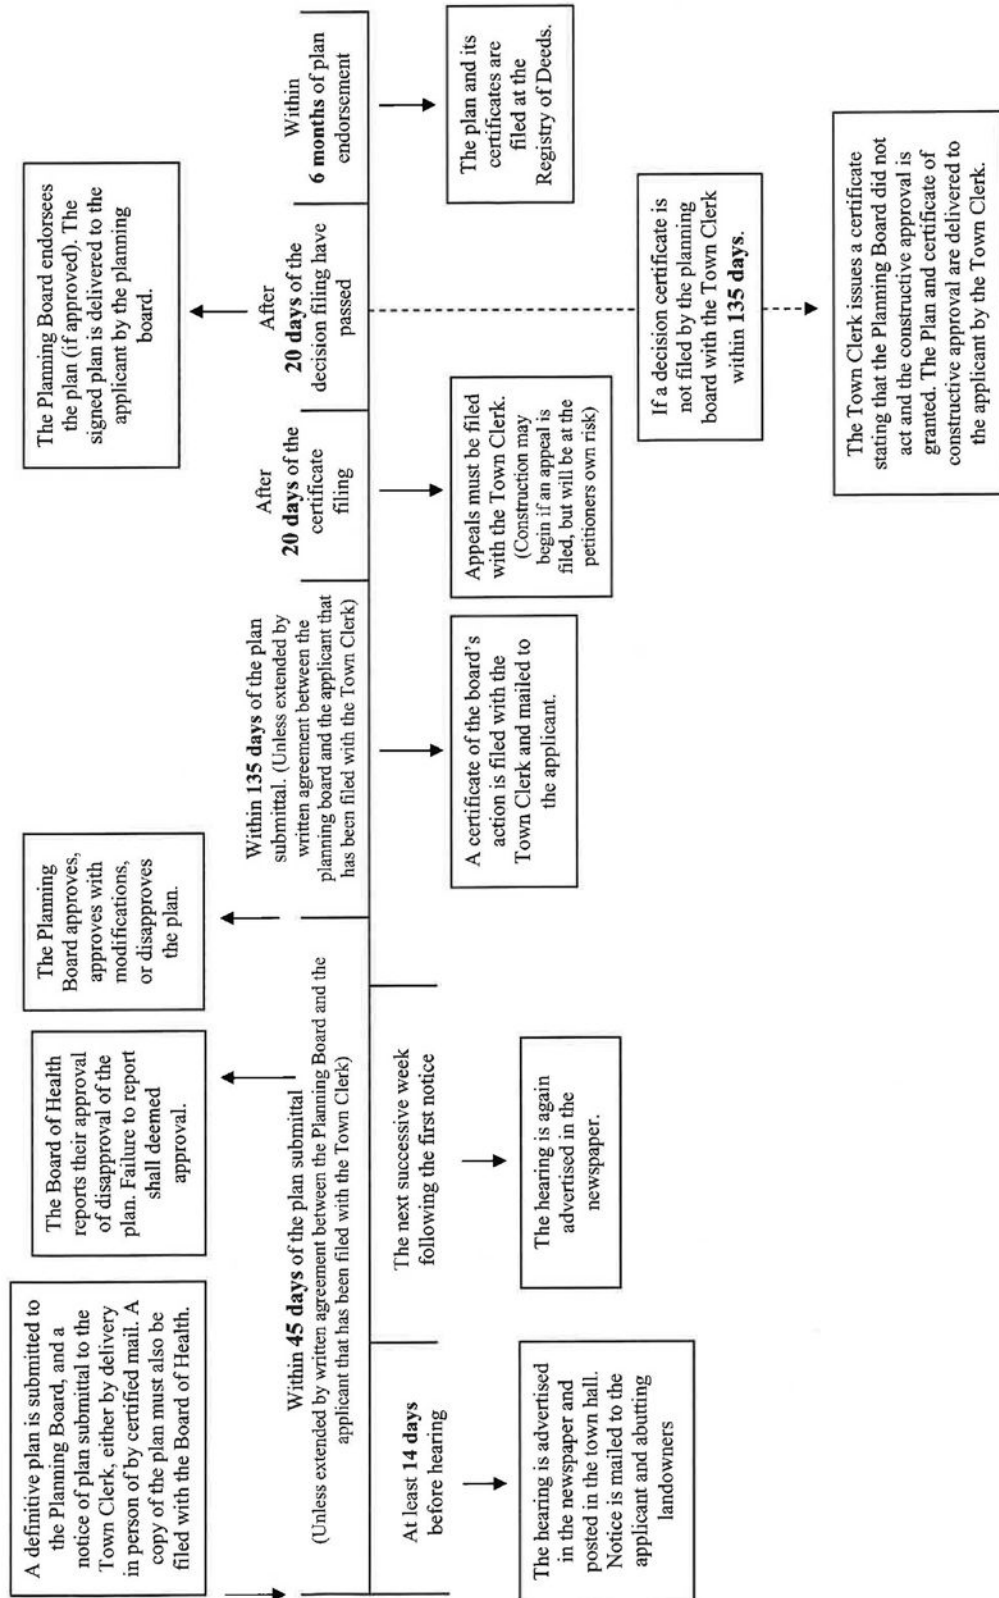 A definitive plan is submitted to
the Planning Board, and a
notice of plan submittal to the
Town Clerk, either by delivery
in person of by certified mail. A
copy of the plan must also be
filed with the Board of Health.
The Board of Health
reports their approval
of disapproval of the
plan. Failure to report
shall deemed
approval.
The Planning
Board approves,
approves with
modifications,
or disapproves
the plan.
The Planning Board endorsees
the plan (if approved). The
signed plan is delivered to the
applicant by the planning
board.
Within 45 days of the plan submittal
(Unless extended by written agreement between the Planning Board and the
applicant that has been filed with the Town Clerk)
Within 135 days of the plan
submittal. (Unless extended by
written agreement between the
planning board and the applicant that
has been filed with the Town Clerk)
After
20 days of the
certificate
filing
After
20 days of the
decision filing have
passed
Within
6 months of plan
endorsement
At least 14 days
before hearing
The next successive week
following the first notice
The hearing is advertised
in the newspaper and
posted in the town hall.
Notice is mailed to the
applicant and abutting
landowners
The hearing is again
advertised in the
newspaper.
A certificate of the board's
action is filed with the
Town Clerk and mailed to
the applicant.
Appeals must be filed
with the Town Clerk.
(Construction may
begin if an appeal is
filed, but will be at the
petitioners own risk)
The plan and its
certificates are
filed at the
Registry of Deeds.
If a decision certificate is
not filed by the planning
board with the Town Clerk
within 135 days.
The Town Clerk issues a certificate
stating that the Planning Board did not
act and the constructive approval is
granted. The Plan and certificate of
constructive approval are delivered to
the applicant by the Town Clerk.